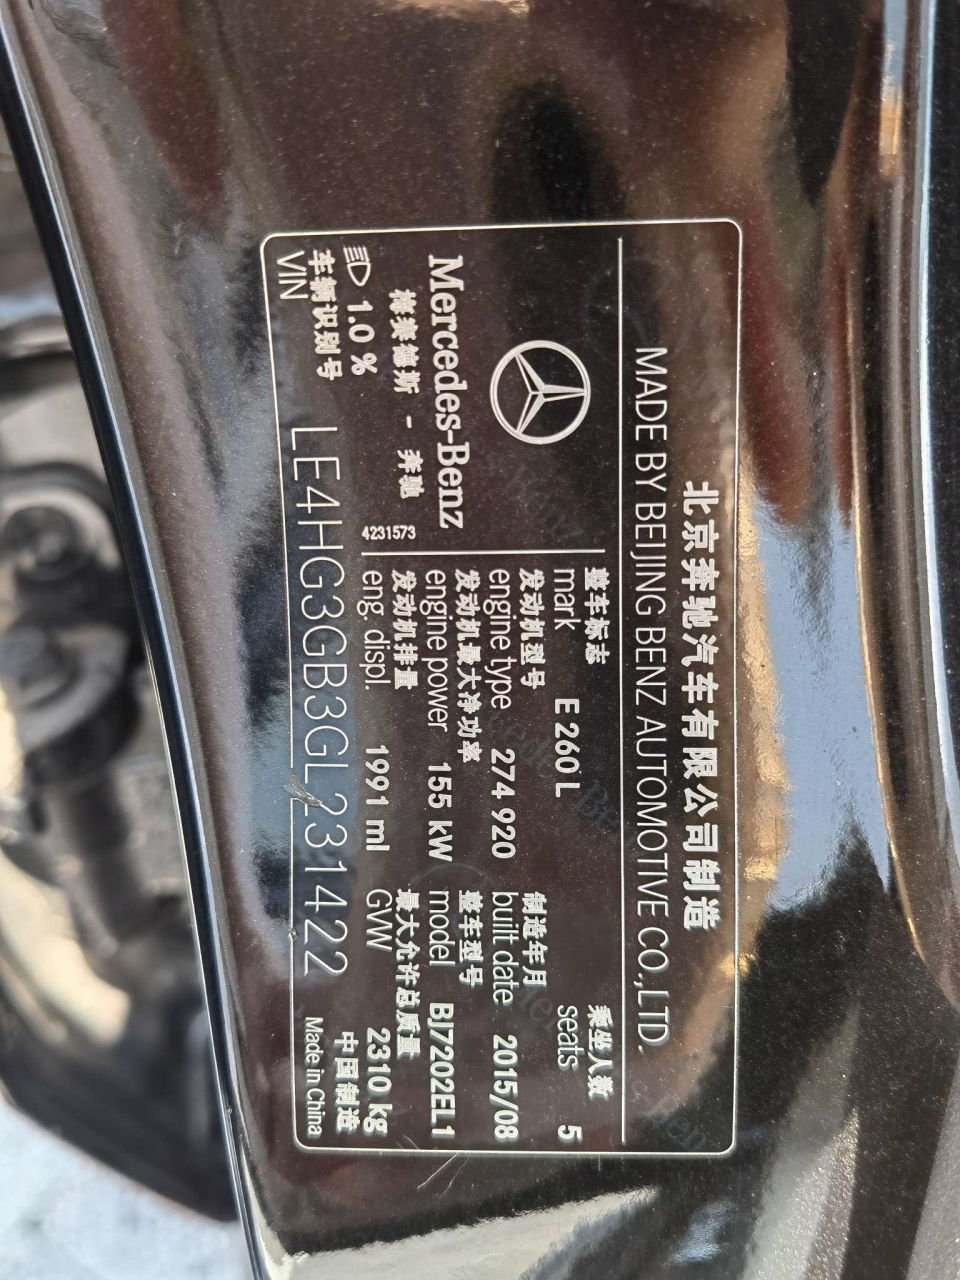 北京奔驰汽车有限公司制造
MADE BY BEIJING BENZ AUTOMOTIVE CO.,LTD.
整车标志
mark E 260 L
乘坐人数
seats 5
发动机型号
engine type 274 920
制造年月
built date 2015/08
发动机最大净功率
engine power 155 kW
整车型号
model BJ7202EL1
发动机排量
eng. displ. 1991 ml
最大允许总质量
GVW 2310 kg
Mercedes-Benz
梅赛德斯 - 奔驰
4231573
1.0 %
车辆识别号
VIN LE4HG3GB3GL231422
中国制造
Made in China